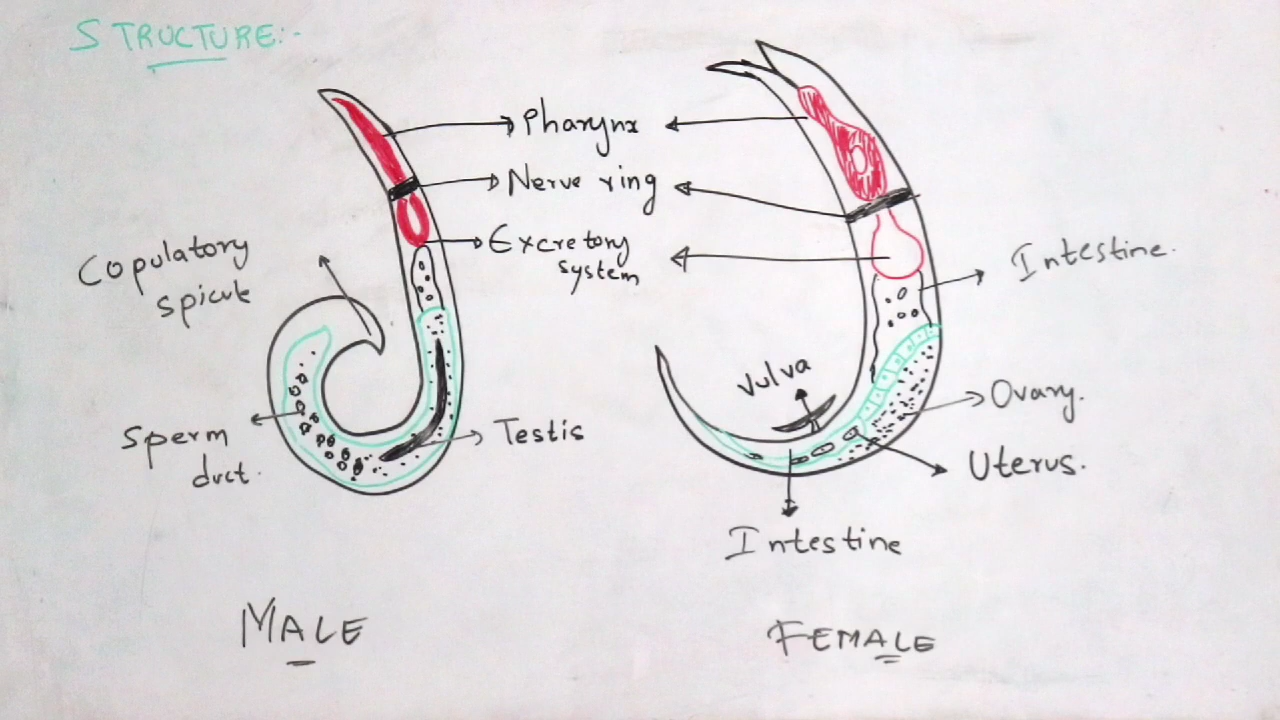 STRUCTURE:-
Pharynx
Nerve ring
Excretory
system
Copulatory
spicule
Intestine.
Vulva
Ovary.
Sperm
duct.
Testis
Uterus.
Intestine
MALE
FEMALE